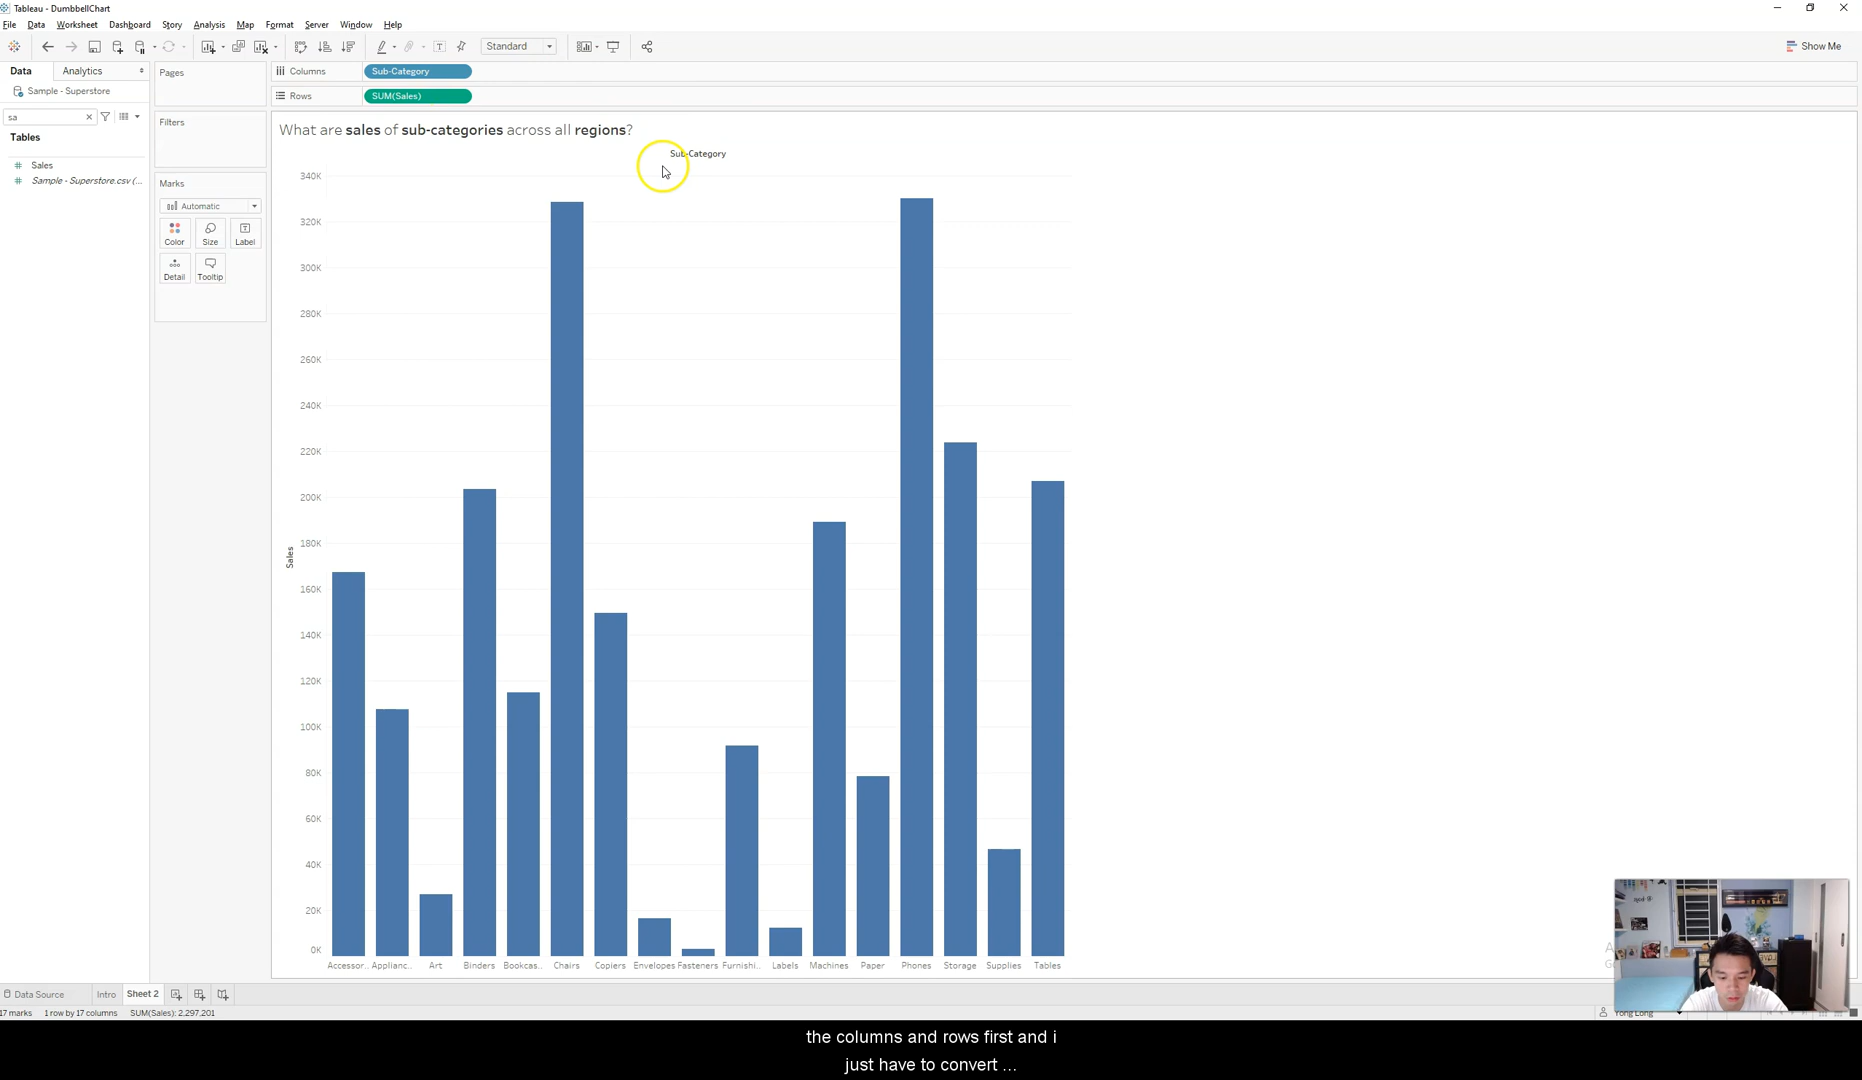 Tableau - DumbbellChart
File Data Worksheet Dashboard Story Analysis Map Format Server Window Help
Standard
Show Me
Data Analytics
Sample - Superstore
sa
Tables
Sales
Sample - Superstore.csv (...
Pages
Filters
Marks
Automatic
Color Size Label
Detail Tooltip
Columns Sub-Category
Rows SUM(Sales)
What are sales of sub-categories across all regions?
Sub-Category
340K
320K
300K
280K
260K
240K
220K
200K
180K
160K
140K
120K
100K
80K
60K
40K
20K
0K
Sales
Accessor.. Applianc.. Art Binders Bookcas.. Chairs Copiers Envelopes Fasteners Furnishi.. Labels Machines Paper Phones Storage Supplies Tables
Data Source Intro Sheet 2
17 marks 1 row by 17 columns SUM(Sales): 2,297,201
Yong Long
the columns and rows first and i
just have to convert ...